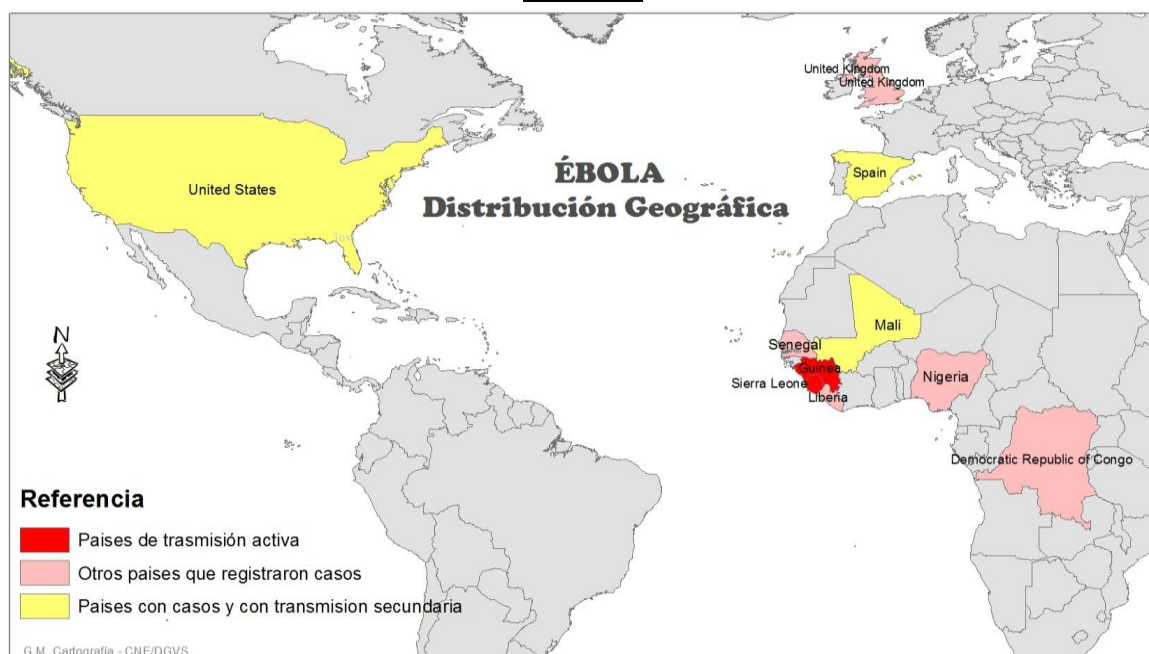 United Kingdom
United Kingdom
ÉBOLA
Distribución Geográfica
United States
Tex
Spain
Mali
Senegal
Guinea
Sierra Leone
Liberia
Nigeria
Democratic Republic of Congo
N
Referencia
Paises de trasmisión activa
Otros paises que registraron casos
Paises con casos y con transmision secundaria
G.M. Cartografía - CNE/DGVS